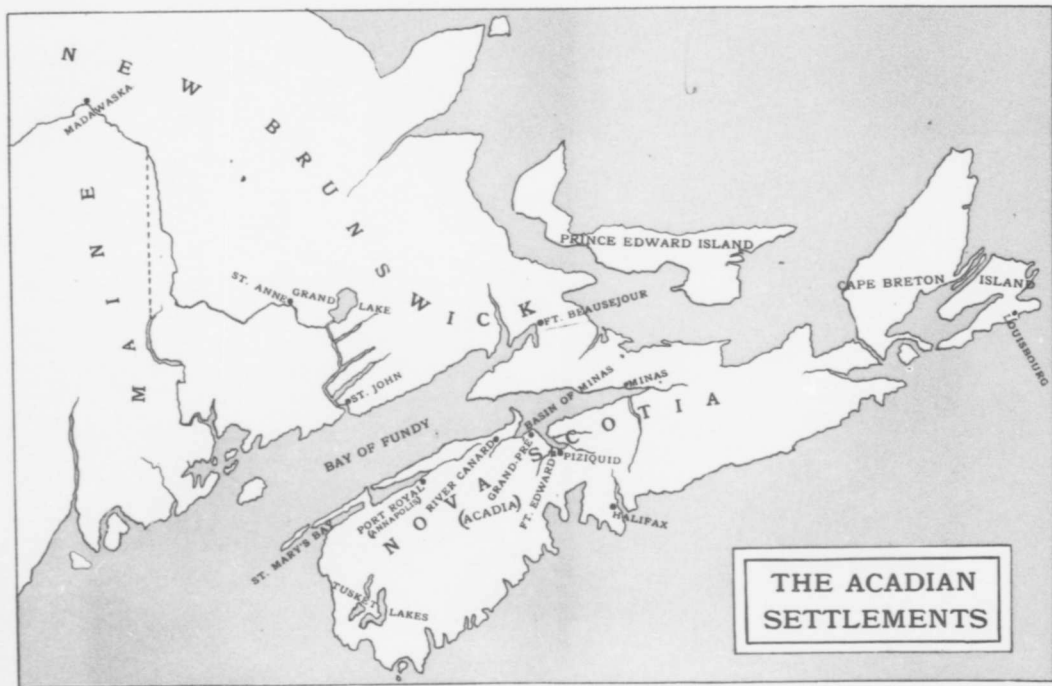 NEW BRUNSWICK
MADAWASKA
MAINE
ST. ANNE
GRAND
LAKE
ST. JOHN
PRINCE EDWARD ISLAND
FT. BEAUSEJOUR
CAPE BRETON
ISLAND
LOUISBOURG
BAY OF FUNDY
BASIN OF MINAS
MINAS
NOVA SCOTIA
(ACADIA)
RIVER CANARD
GRAND-PRÉ
PIZIQUID
FT. EDWARD
PORT ROYAL
(ANNAPOLIS)
HALIFAX
ST. MARY'S BAY
TUSKET
LAKES
THE ACADIAN
SETTLEMENTS